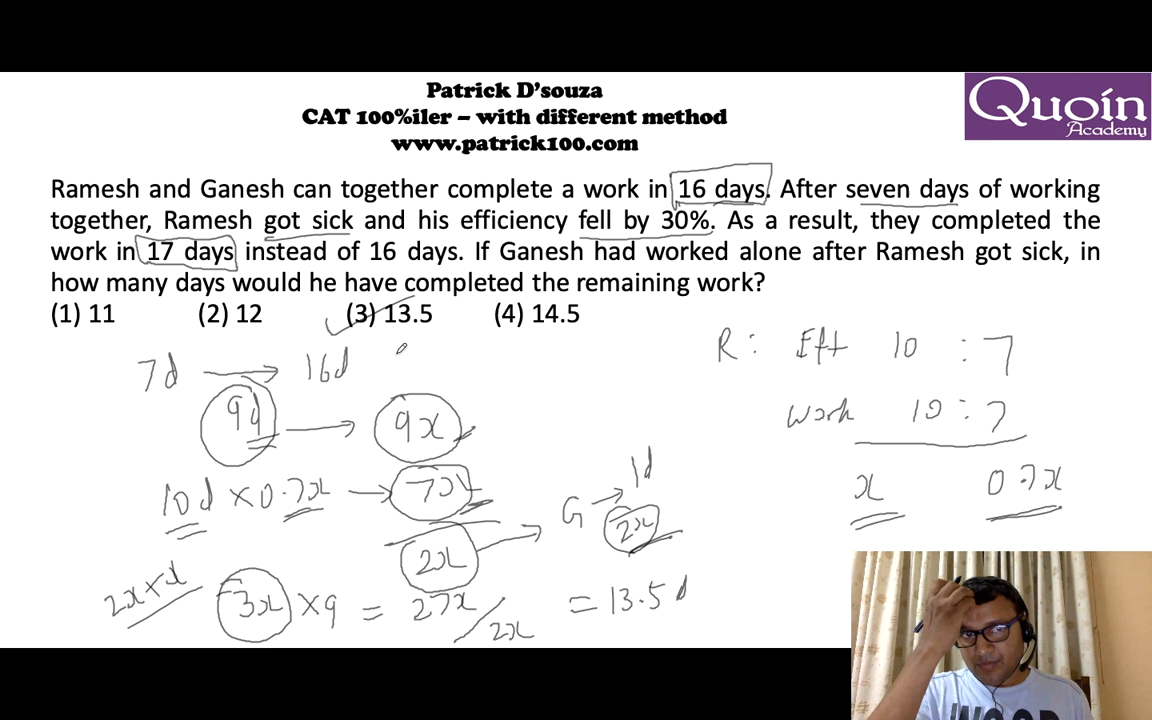 Patrick D'souza
CAT 100%iler – with different method
www.patrick100.com
Quoin
Academy
Ramesh and Ganesh can together complete a work in 16 days. After seven days of working
together, Ramesh got sick and his efficiency fell by 30%. As a result, they completed the
work in 17 days instead of 16 days. If Ganesh had worked alone after Ramesh got sick, in
how many days would he have completed the remaining work?
(1) 11 (2) 12 (3) 13.5 (4) 14.5
7d → 16d
9d → 9x
10d × 0.7x → 7x
2x
G → 1d
2x
2x × d
3x × 9 = 27x / 2x = 13.5 d
R : Eff 10 : 7
Work 10 : 7
x 0.7x